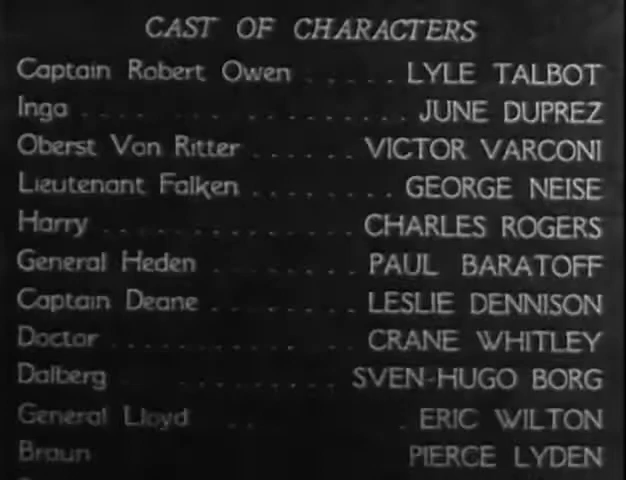 CAST OF CHARACTERS
Captain Robert Owen ..... LYLE TALBOT
Inga .... ......... JUNE DUPREZ
Oberst Von Ritter ...... VICTOR VARCONI
Lieutenant Falken ........ GEORGE NEISE
Harry .............. CHARLES ROGERS
General Heden ........ PAUL BARATOFF
Captain Deane ........ LESLIE DENNISON
Doctor ............ CRANE WHITLEY
Dalberg ......... SVEN-HUGO BORG
General Lloyd .. . ERIC WILTON
Braun PIERCE LYDEN